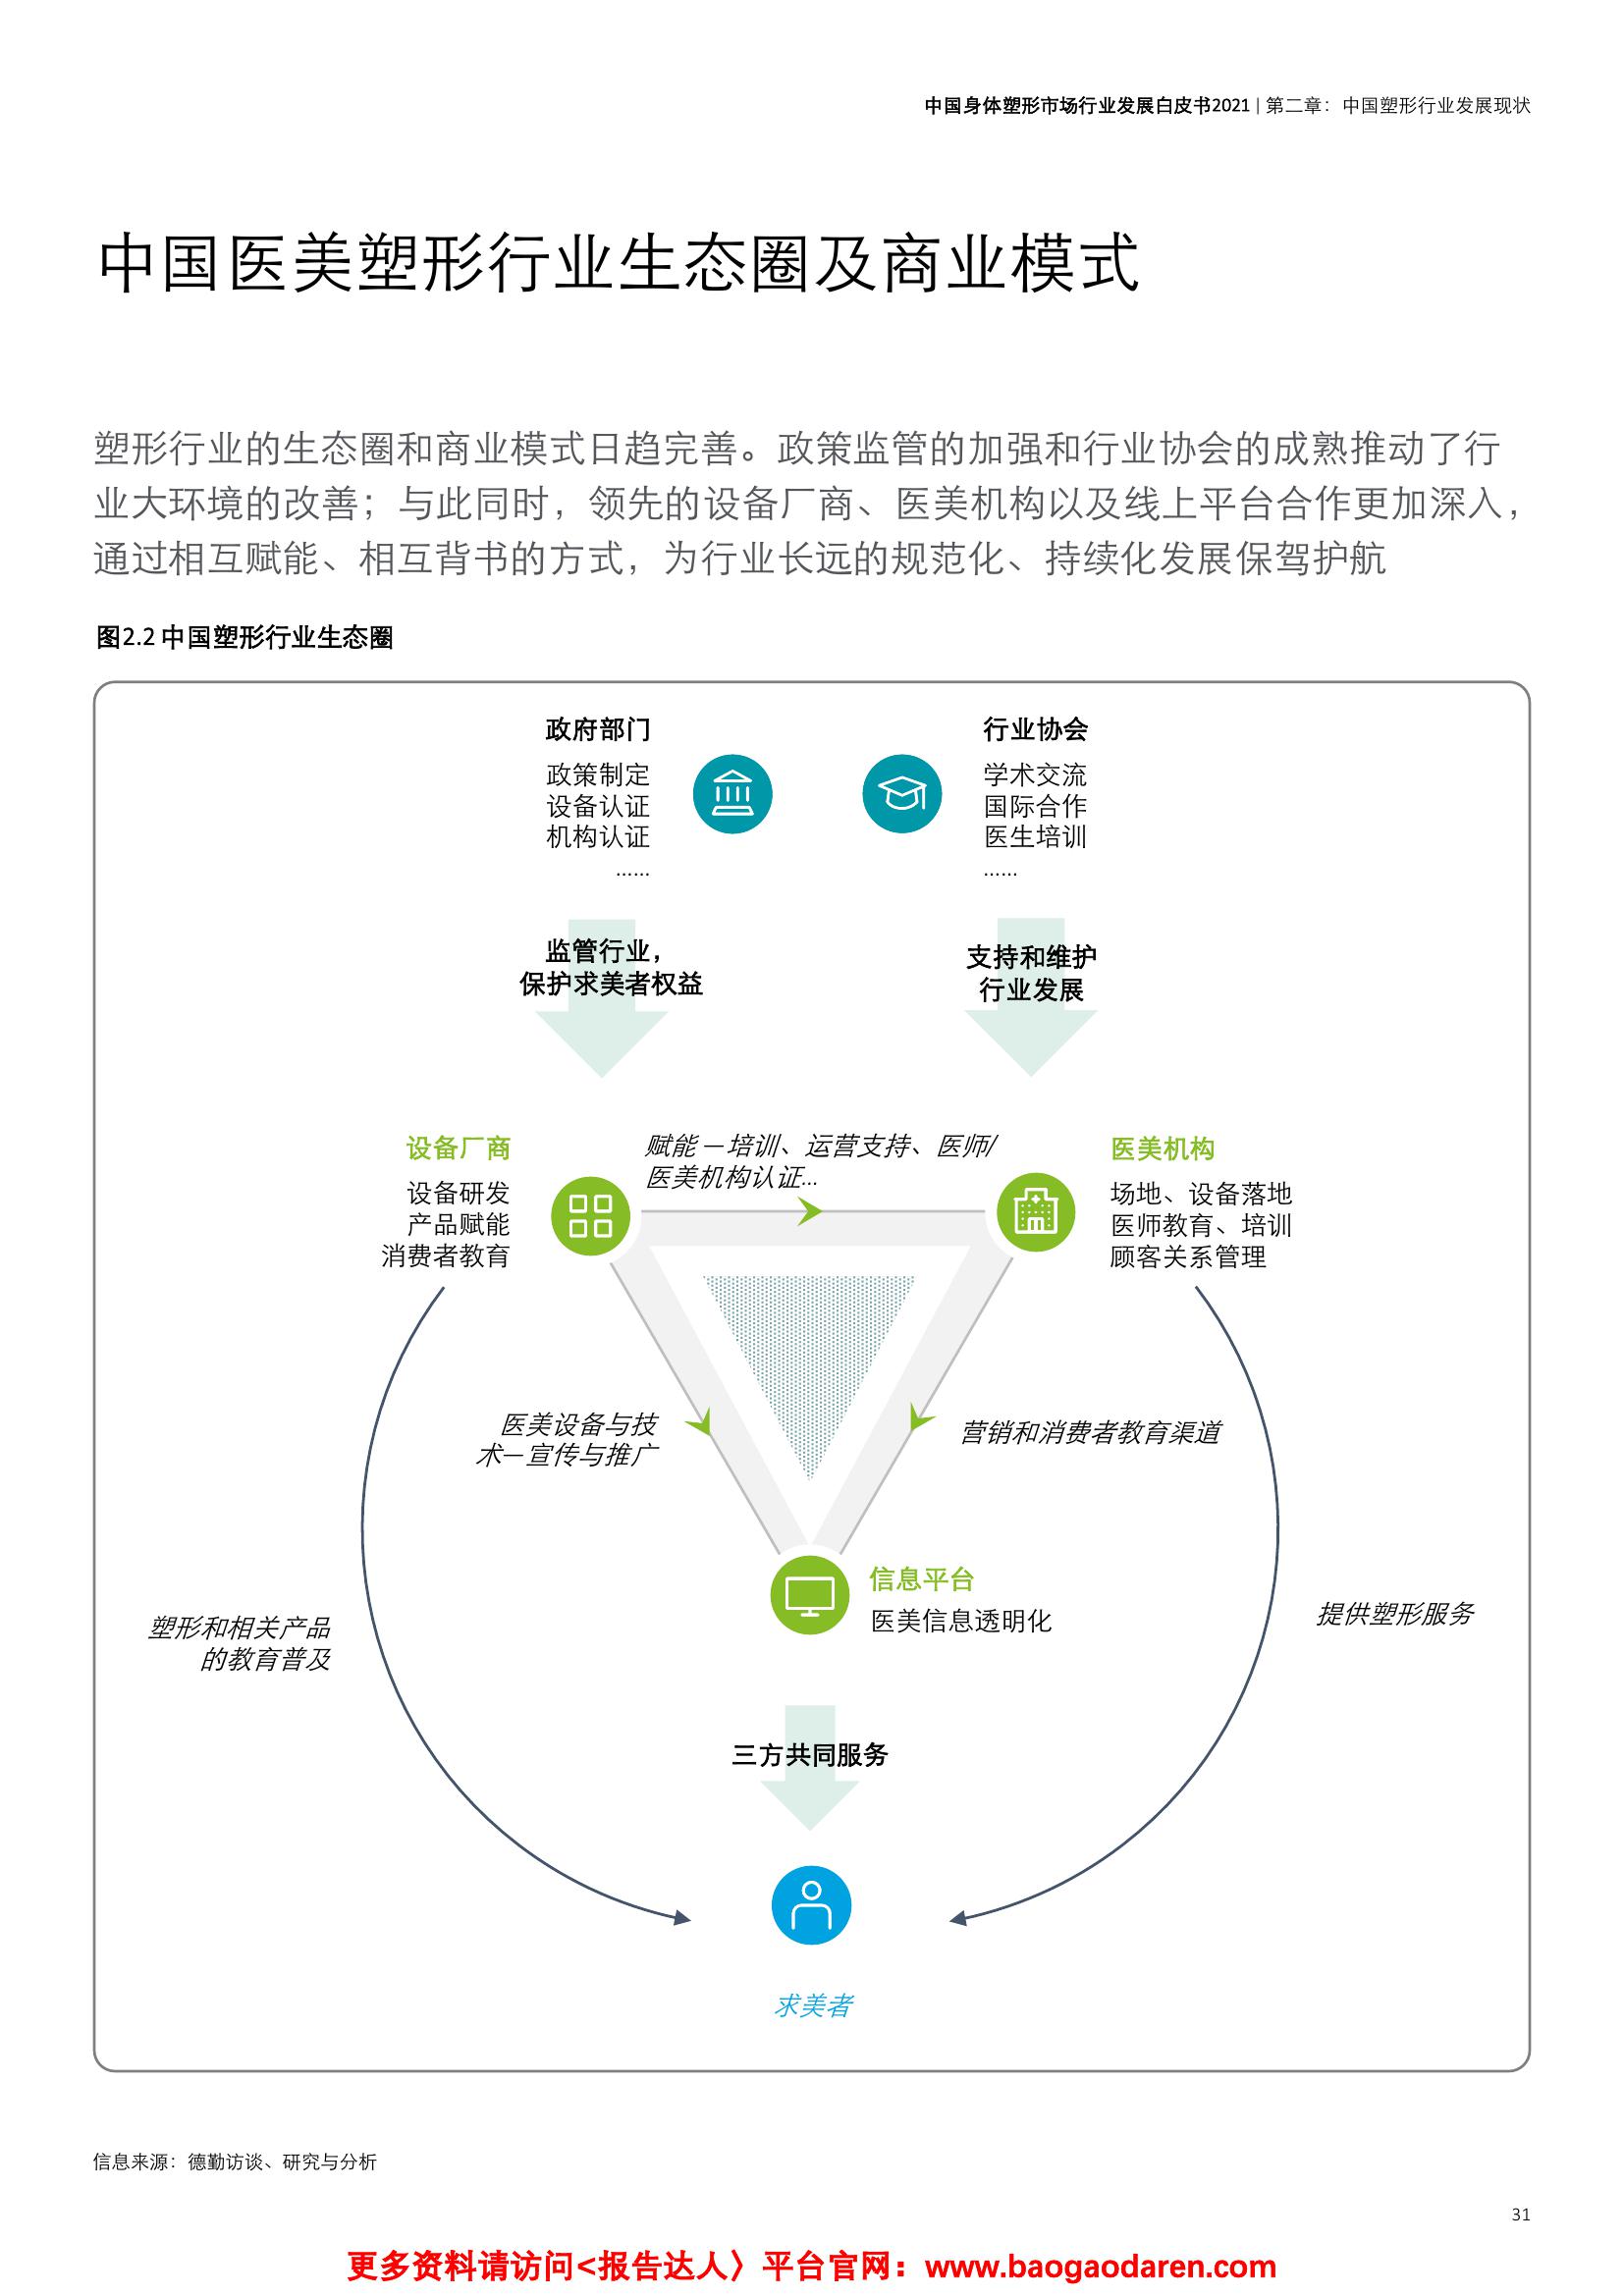 中国身体塑形市场行业发展白皮书2021 | 第二章：中国塑形行业发展现状
中国医美塑形行业生态圈及商业模式
塑形行业的生态圈和商业模式日趋完善。政策监管的加强和行业协会的成熟推动了行
业大环境的改善；与此同时，领先的设备厂商、医美机构以及线上平台合作更加深入，
通过相互赋能、相互背书的方式，为行业长远的规范化、持续化发展保驾护航
图2.2 中国塑形行业生态圈
政府部门
政策制定
设备认证
机构认证
……
行业协会
学术交流
国际合作
医生培训
……
监管行业，
保护求美者权益
支持和维护
行业发展
设备厂商
设备研发
产品赋能
消费者教育
赋能 — 培训、运营支持、医师/
医美机构认证...
医美机构
场地、设备落地
医师教育、培训
顾客关系管理
医美设备与技
术— 宣传与推广
营销和消费者教育渠道
信息平台
医美信息透明化
塑形和相关产品
的教育普及
提供塑形服务
三方共同服务
求美者
信息来源：德勤访谈、研究与分析
31
更多资料请访问<报告达人〉平台官网：www.baogaodaren.com